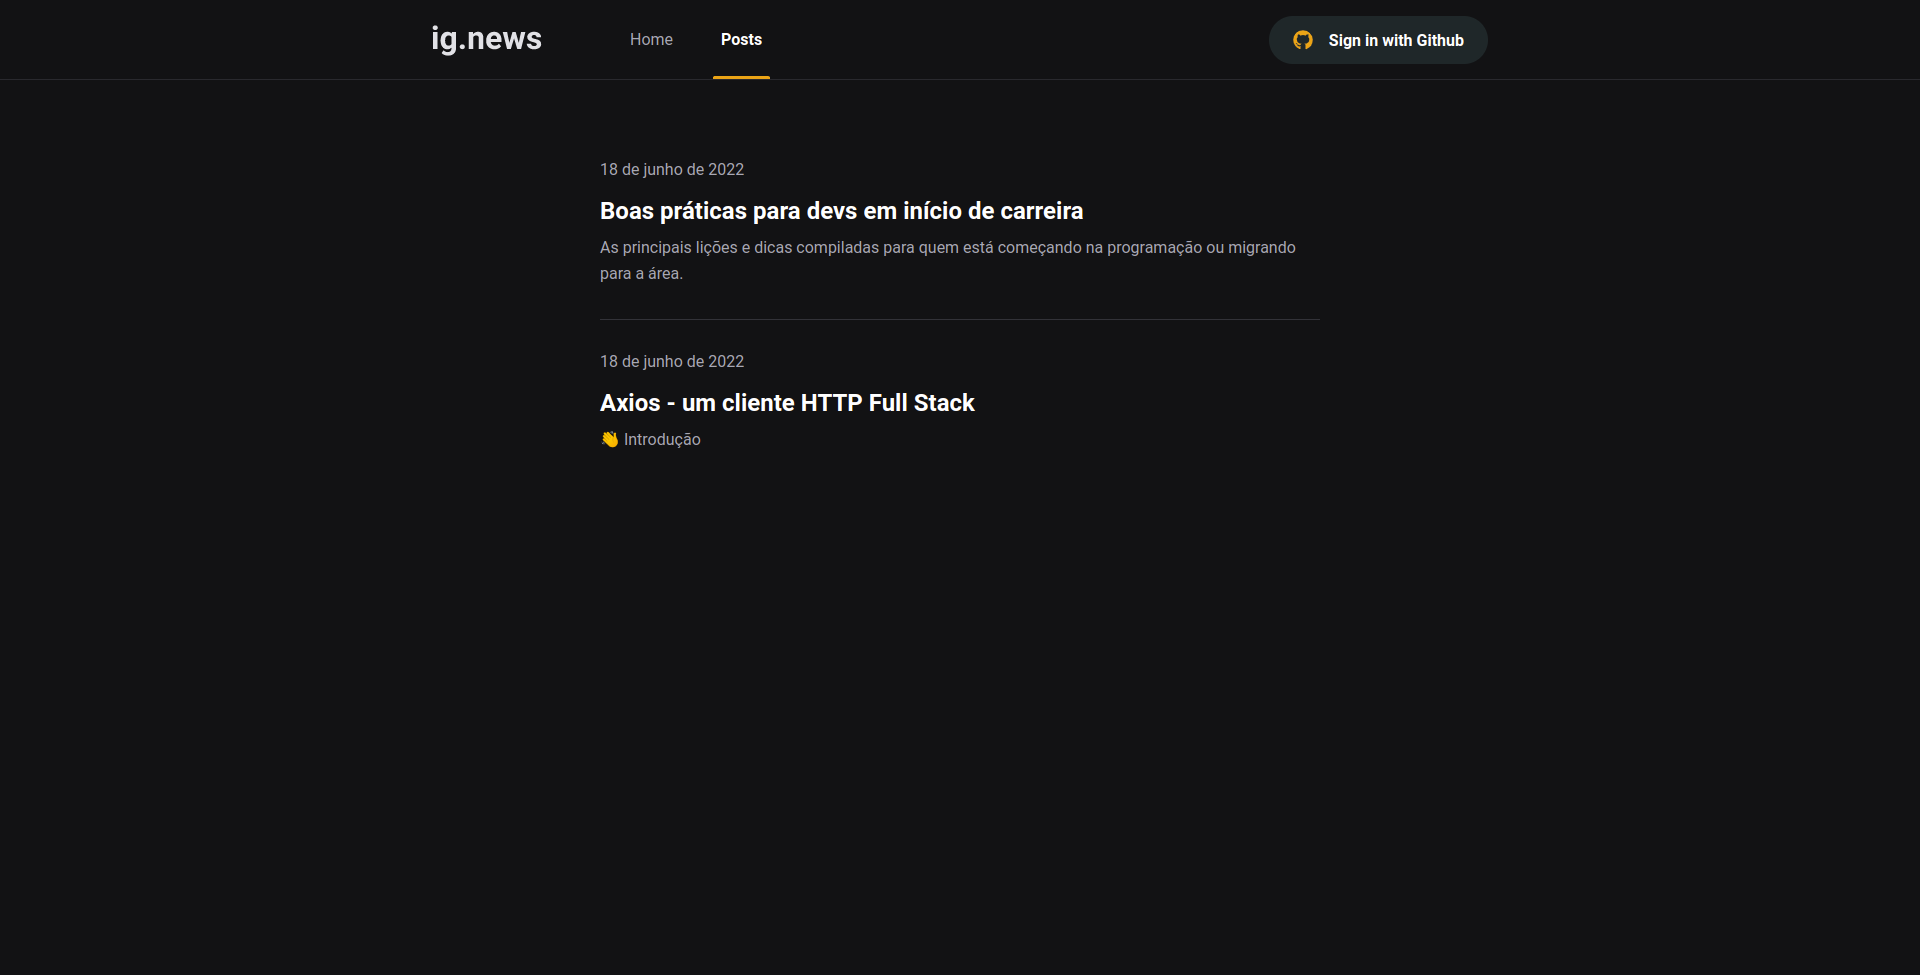 ig.news
Home
Posts
Sign in with Github
18 de junho de 2022
Boas práticas para devs em início de carreira
As principais lições e dicas compiladas para quem está começando na programação ou migrando
para a área.
18 de junho de 2022
Axios - um cliente HTTP Full Stack
👋 Introdução